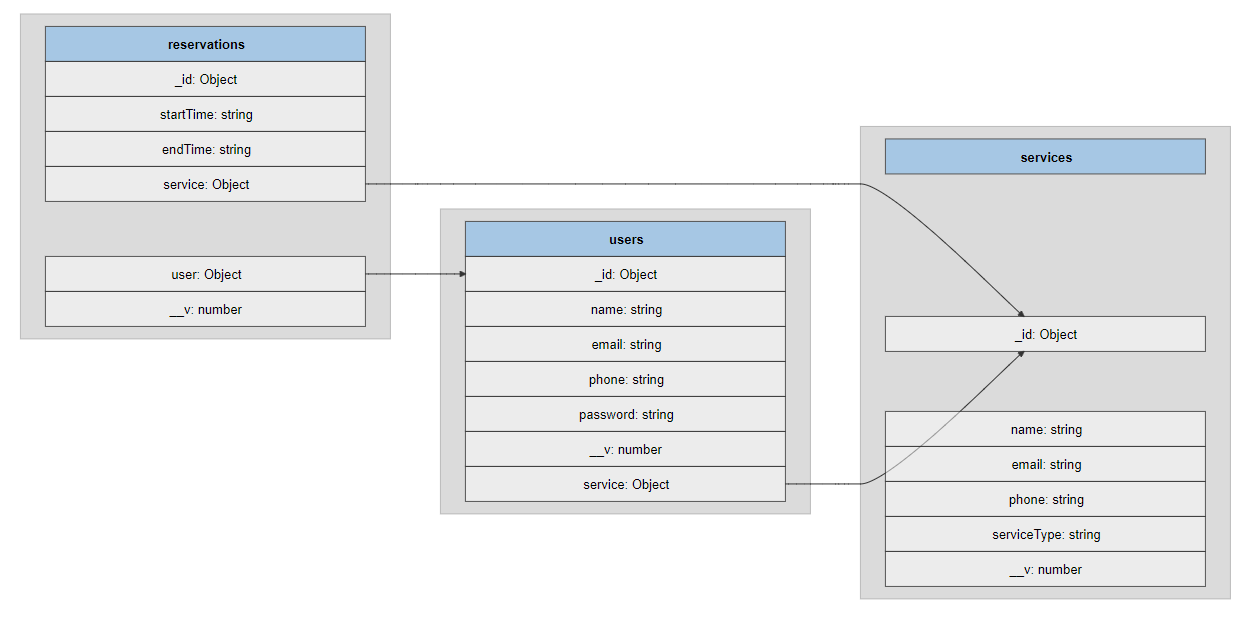 reservations
_id: Object
startTime: string
endTime: string
service: Object
user: Object
__v: number
users
_id: Object
name: string
email: string
phone: string
password: string
__v: number
service: Object
services
_id: Object
name: string
email: string
phone: string
serviceType: string
__v: number